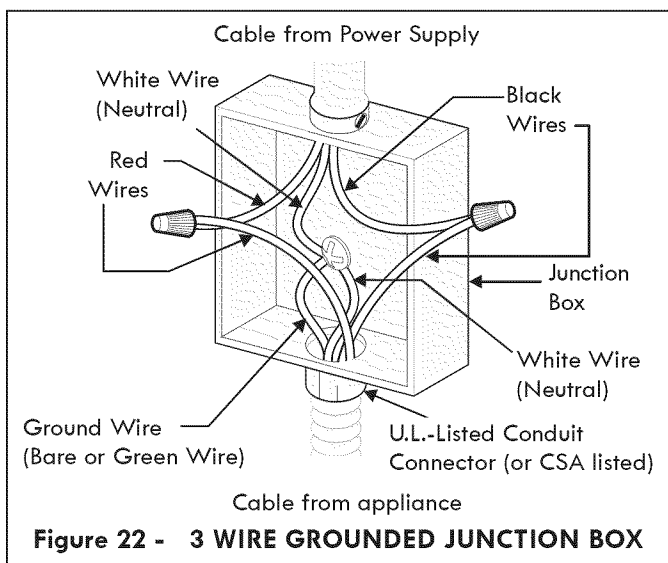 Cable from Power Supply
White Wire
(Neutral)
Black
Wires
Red
Wires
Junction
Box
White Wire
(Neutral)
Ground Wire
(Bare or Green Wire)
U.L.-Listed Conduit
Connector (or CSA listed)
Cable from appliance
Figure 22 - 3 WIRE GROUNDED JUNCTION BOX